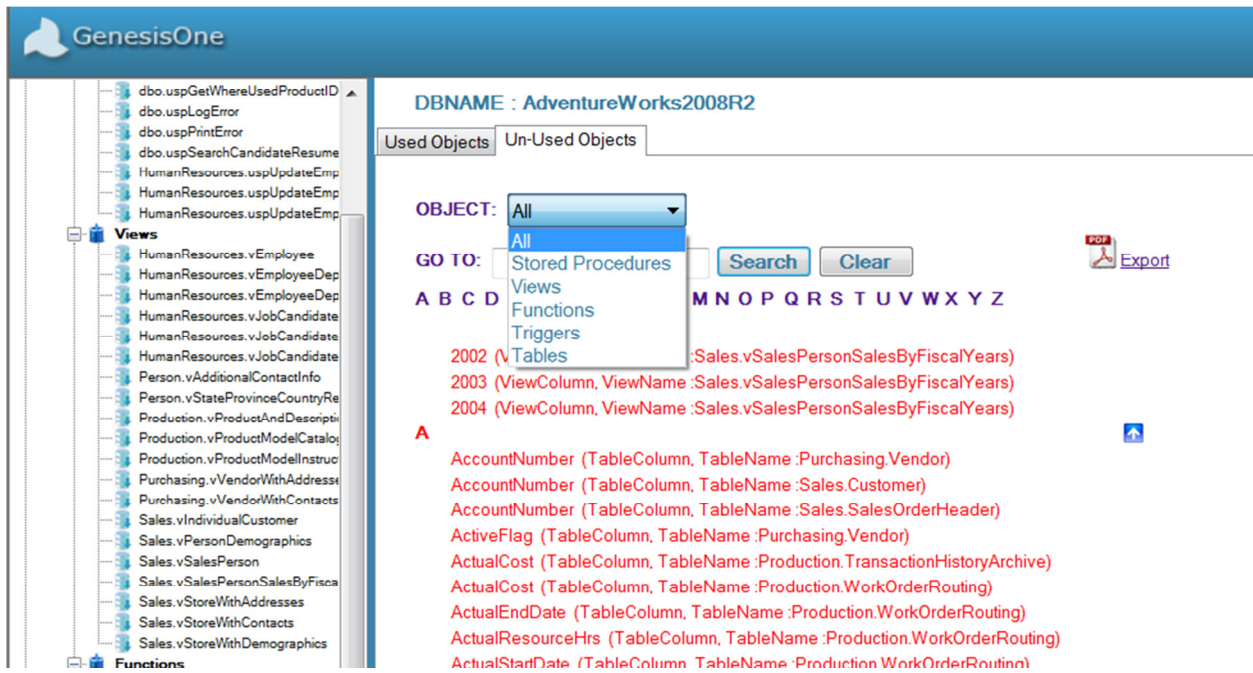 GenesisOne
dbo.uspGetWhereUsedProductID
dbo.uspLogError
dbo.uspPrintError
dbo.uspSearchCandidateResume
HumanResources.uspUpdateEmp
HumanResources.uspUpdateEmp
HumanResources.uspUpdateEmp
Views
HumanResources.vEmployee
HumanResources.vEmployeeDep
HumanResources.vEmployeeDep
HumanResources.vJobCandidate
HumanResources.vJobCandidate
HumanResources.vJobCandidate
Person.vAdditionalContactInfo
Person.vStateProvinceCountryRe
Production.vProductAndDescripti
Production.vProductModelCatalog
Production.vProductModelInstruc
Purchasing.vVendorWithAddresse
Purchasing.vVendorWithContacts
Sales.vIndividualCustomer
Sales.vPersonDemographics
Sales.vSalesPerson
Sales.vSalesPersonSalesByFisca
Sales.vStoreWithAddresses
Sales.vStoreWithContacts
Sales.vStoreWithDemographics
Functions
DBNAME : AdventureWorks2008R2
Used Objects Un-Used Objects
OBJECT: All
All
Stored Procedures
Views
Functions
Triggers
Tables
GO TO: Search Clear PDF Export
A B C D M N O P Q R S T U V W X Y Z
2002 (V :Sales.vSalesPersonSalesByFiscalYears)
2003 (ViewColumn, ViewName :Sales.vSalesPersonSalesByFiscalYears)
2004 (ViewColumn, ViewName :Sales.vSalesPersonSalesByFiscalYears)
A
AccountNumber (TableColumn, TableName :Purchasing.Vendor)
AccountNumber (TableColumn, TableName :Sales.Customer)
AccountNumber (TableColumn, TableName :Sales.SalesOrderHeader)
ActiveFlag (TableColumn, TableName :Purchasing.Vendor)
ActualCost (TableColumn, TableName :Production.TransactionHistoryArchive)
ActualCost (TableColumn, TableName :Production.WorkOrderRouting)
ActualEndDate (TableColumn, TableName :Production.WorkOrderRouting)
ActualResourceHrs (TableColumn, TableName :Production.WorkOrderRouting)
ActualStartDate (TableColumn, TableName :Production.WorkOrderRouting)